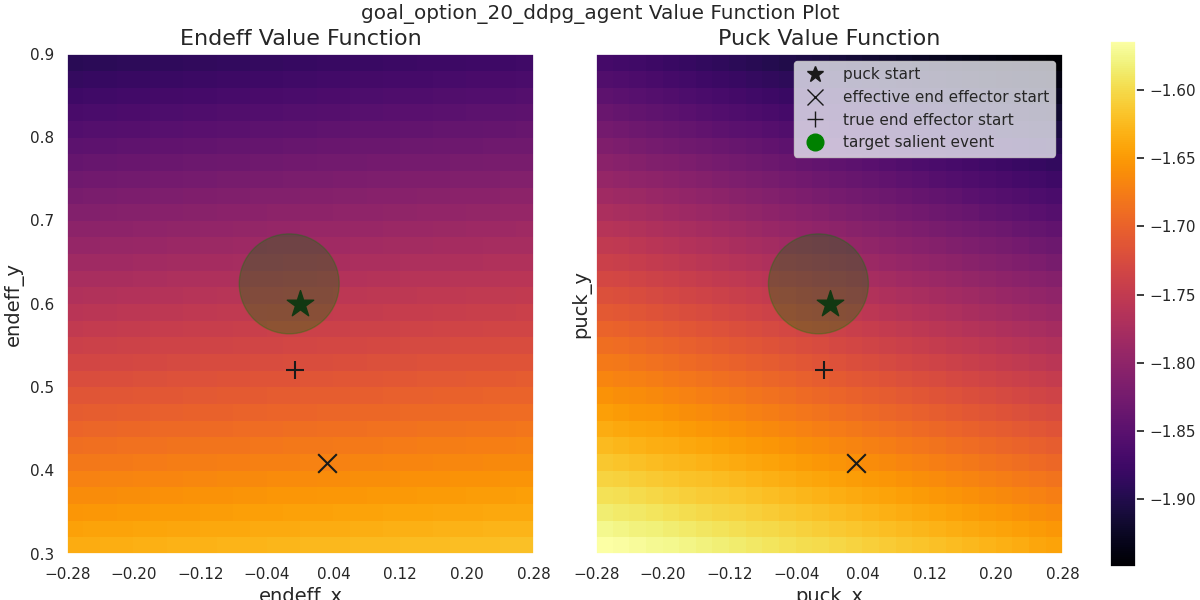 goal_option_20_ddpg_agent Value Function Plot
Endeff Value Function
Puck Value Function
0.9
0.8
0.7
0.6
0.5
0.4
0.3
endeff_y
−0.28 −0.20 −0.12 −0.04 0.04 0.12 0.20 0.28
endeff_x
puck_y
puck start
effective end effector start
true end effector start
target salient event
−0.28 −0.20 −0.12 −0.04 0.04 0.12 0.20 0.28
puck_x
−1.60
−1.65
−1.70
−1.75
−1.80
−1.85
−1.90